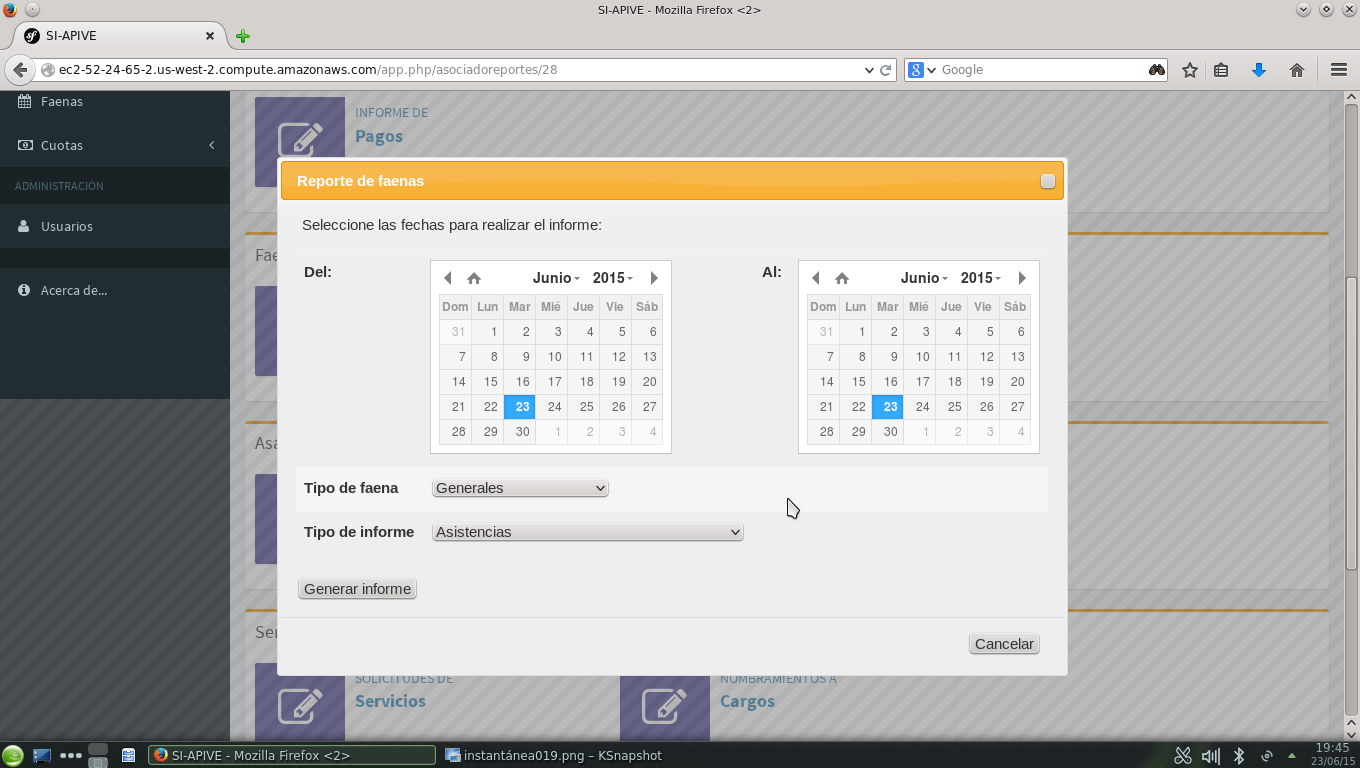 SI-APIVE - Mozilla Firefox <2>
SI-APIVE
ec2-52-24-65-2.us-west-2.compute.amazonaws.com/app.php/asociadoreportes/28
Google
Faenas
Cuotas
ADMINISTRACIÓN
Usuarios
Acerca de...
INFORME DE
Pagos
Reporte de faenas
Seleccione las fechas para realizar el informe:
Del:
Junio 2015
Dom Lun Mar Mié Jue Vie Sáb
31 1 2 3 4 5 6
7 8 9 10 11 12 13
14 15 16 17 18 19 20
21 22 23 24 25 26 27
28 29 30 1 2 3 4
Al:
Junio 2015
Dom Lun Mar Mié Jue Vie Sáb
31 1 2 3 4 5 6
7 8 9 10 11 12 13
14 15 16 17 18 19 20
21 22 23 24 25 26 27
28 29 30 1 2 3 4
Tipo de faena Generales
Tipo de informe Asistencias
Generar informe
Cancelar
SOLICITUDES DE
Servicios
NOMBRAMIENTOS A
Cargos
SI-APIVE - Mozilla Firefox <2>
instantánea019.png – KSnapshot
19:45
23/06/15